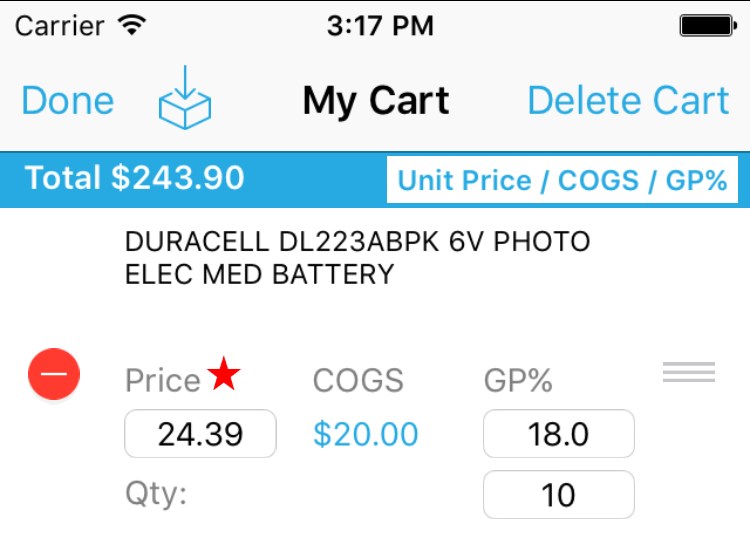 Carrier 3:17 PM
Done My Cart Delete Cart
Total $243.90 Unit Price / COGS / GP%
DURACELL DL223ABPK 6V PHOTO
ELEC MED BATTERY
Price COGS GP%
24.39 $20.00 18.0
Qty: 10